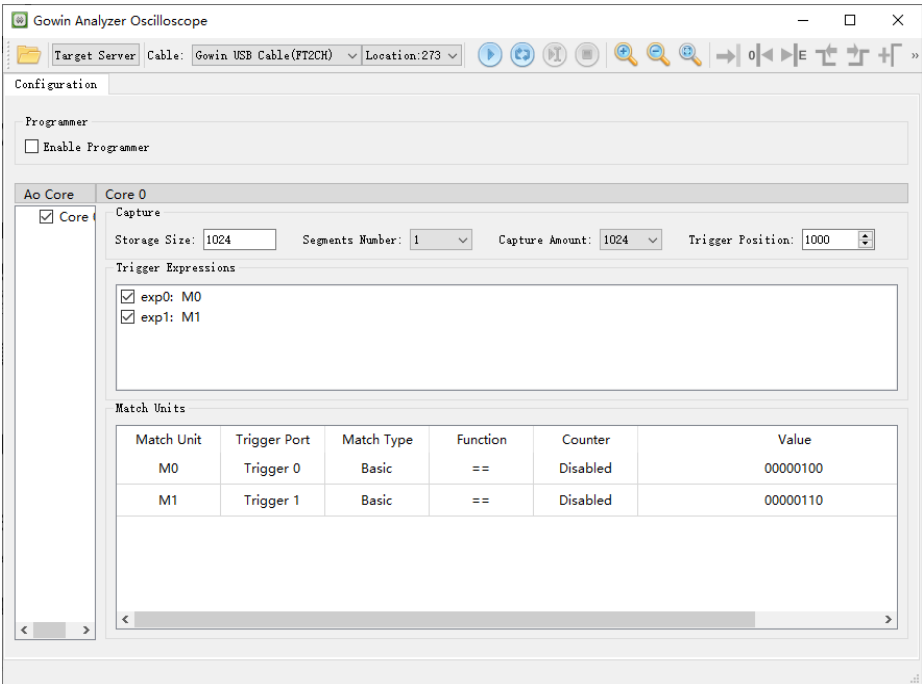 Gowin Analyzer Oscilloscope
Target Server Cable: Gowin USB Cable(FT2CH) Location:273
Configuration
Programmer
Enable Programmer
Ao Core Core 0
Core
Capture
Storage Size: 1024 Segments Number: 1 Capture Amount: 1024 Trigger Position: 1000
Trigger Expressions
exp0: M0
exp1: M1
Match Units
Match Unit Trigger Port Match Type Function Counter Value
M0 Trigger 0 Basic == Disabled 00000100
M1 Trigger 1 Basic == Disabled 00000110